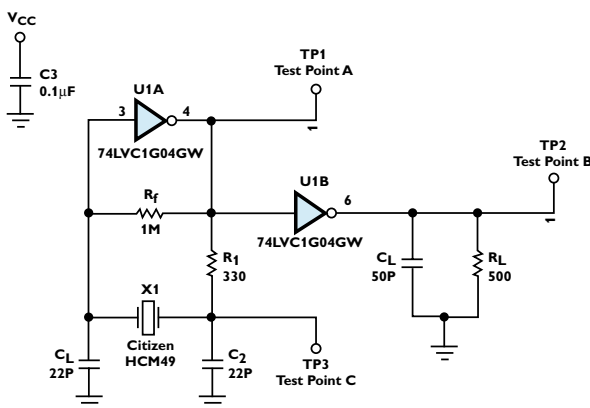 VCC
C3
0.1μF
TP1
Test Point A
U1A
3
4
1
74LVC1G04GW
TP2
Test Point B
U1B
6
1
Rf
1M
74LVC1G04GW
R1
330
CL
50P
RL
500
X1
Citizen
HCM49
CL
22P
C2
22P
TP3
Test Point C